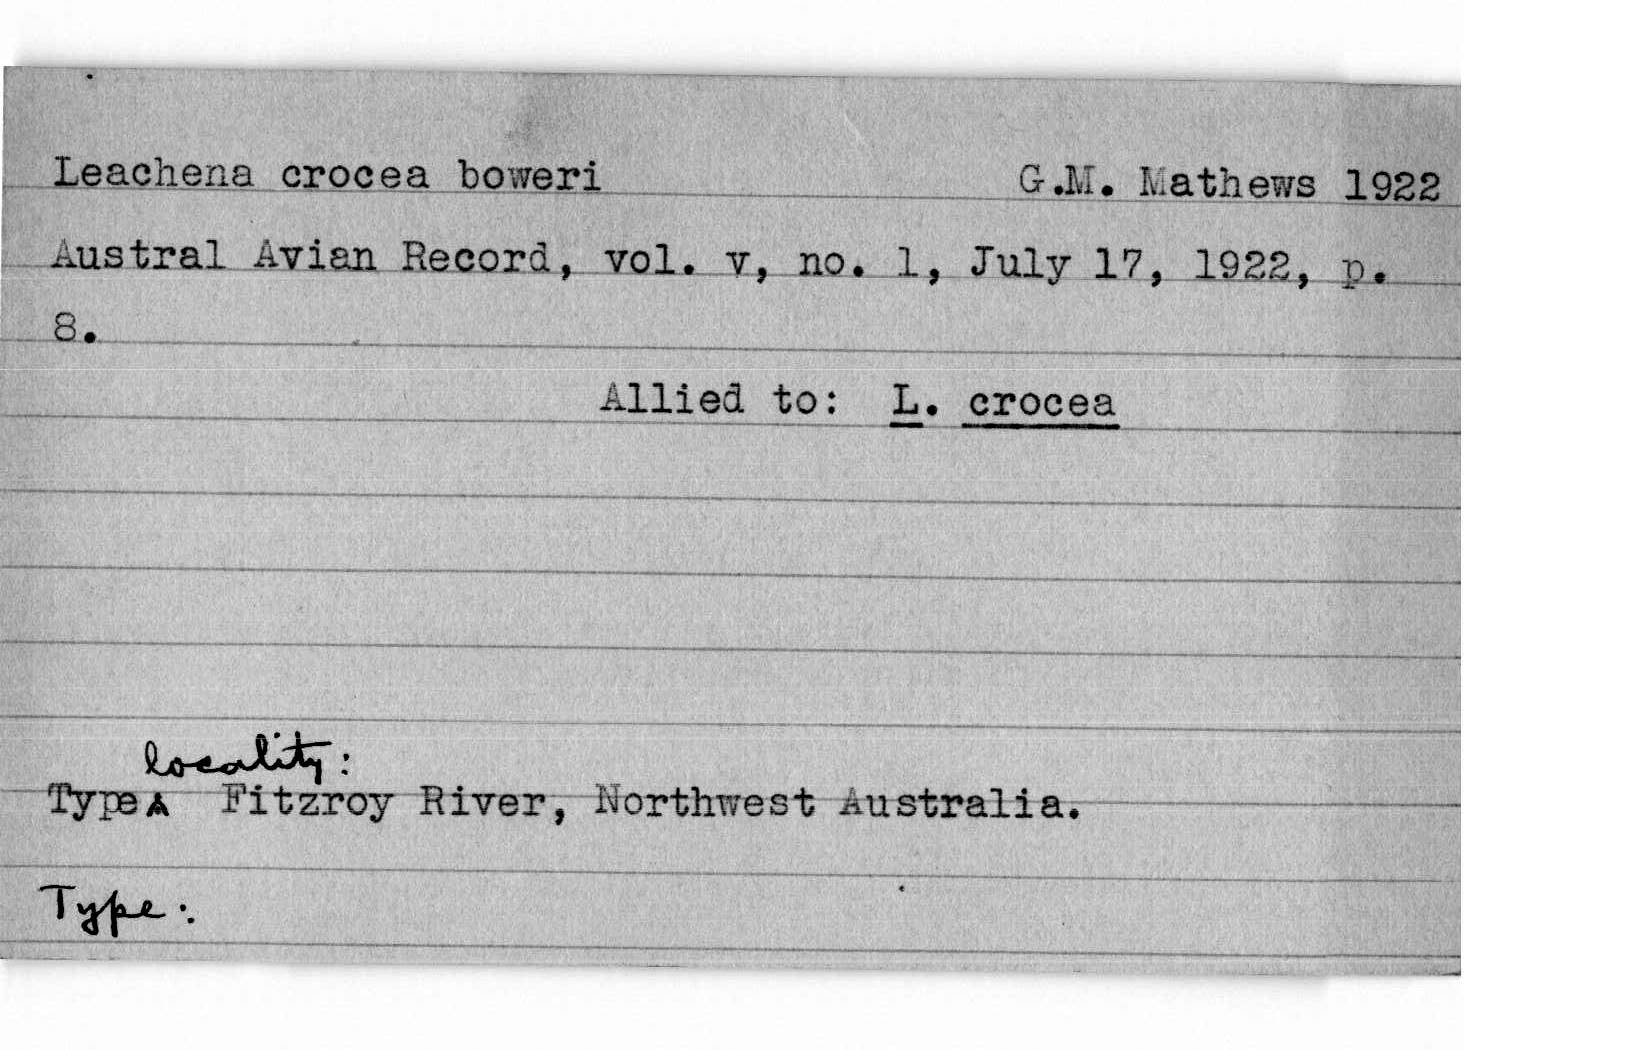 Leachena crocea boweri G.M. Mathews 1922
Austral Avian Record, vol. v, no. 1, July 17, 1922, p.
8.
Allied to: L. crocea
locality:
Type ʌ Fitzroy River, Northwest Australia.
Type: